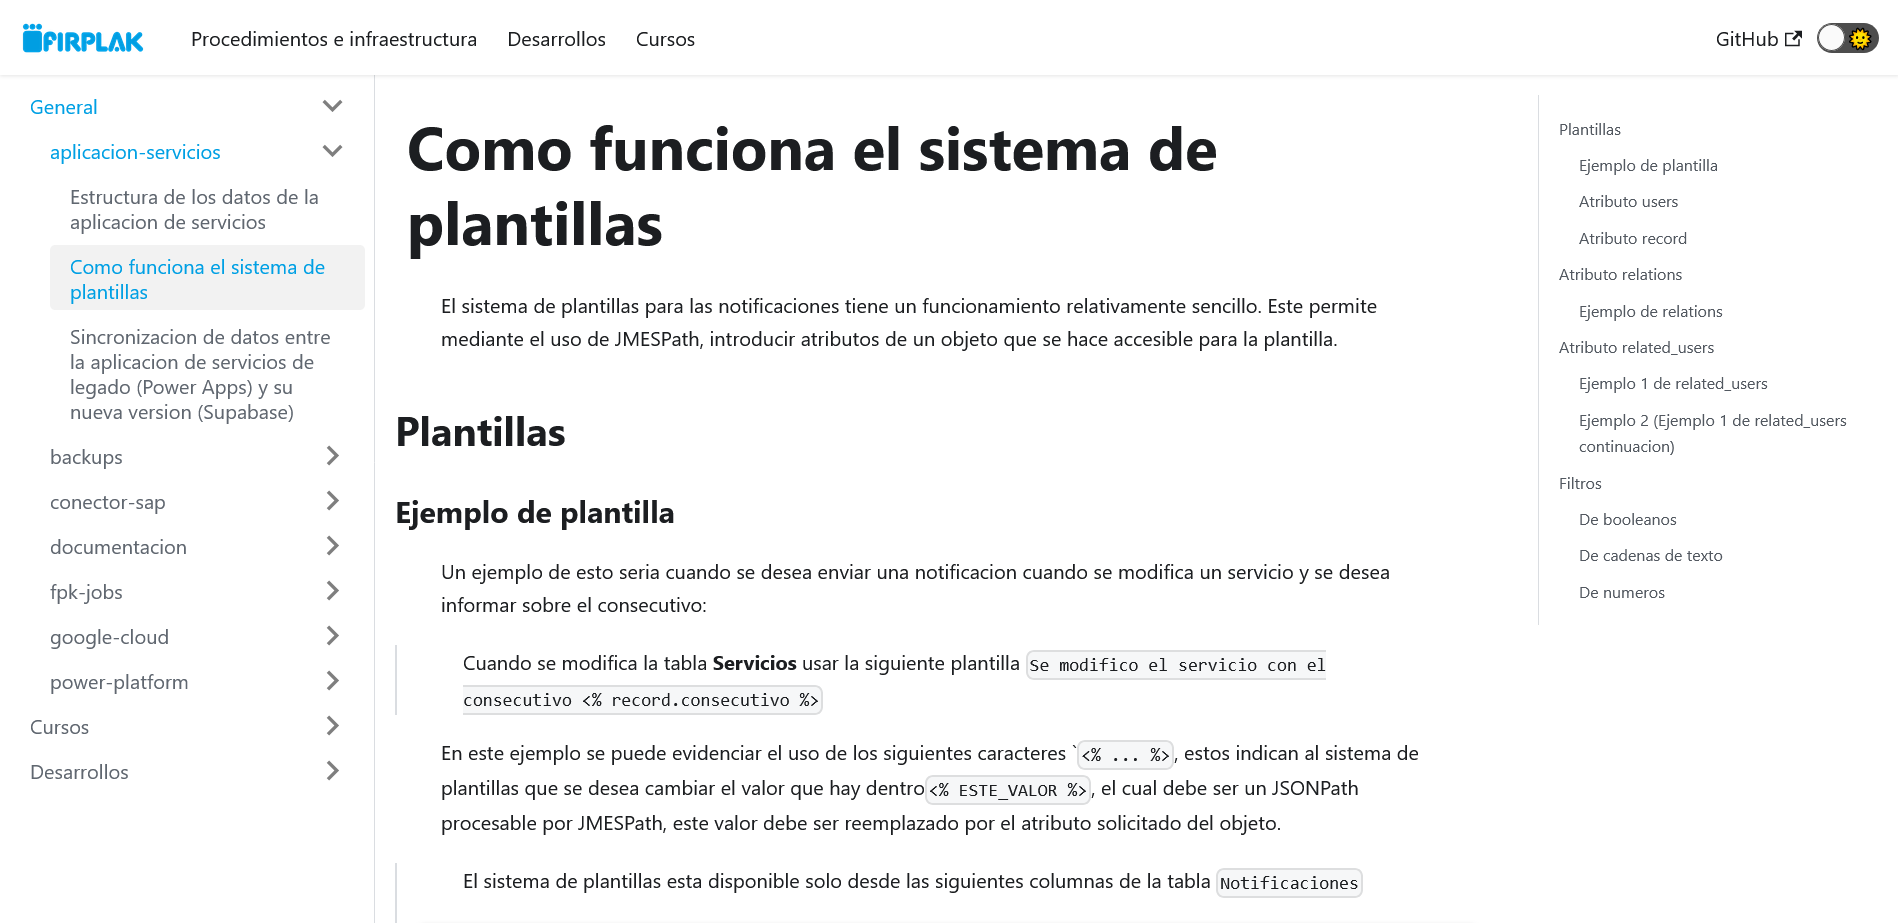 FIRPLAK
Procedimientos e infraestructura
Desarrollos
Cursos
GitHub
General
aplicacion-servicios
Estructura de los datos de la
aplicacion de servicios
Como funciona el sistema de
plantillas
Sincronizacion de datos entre
la aplicacion de servicios de
legado (Power Apps) y su
nueva version (Supabase)
backups
conector-sap
documentacion
fpk-jobs
google-cloud
power-platform
Cursos
Desarrollos
Como funciona el sistema de
plantillas
El sistema de plantillas para las notificaciones tiene un funcionamiento relativamente sencillo. Este permite
mediante el uso de JMESPath, introducir atributos de un objeto que se hace accesible para la plantilla.
Plantillas
Ejemplo de plantilla
Un ejemplo de esto seria cuando se desea enviar una notificacion cuando se modifica un servicio y se desea
informar sobre el consecutivo:
Cuando se modifica la tabla Servicios usar la siguiente plantilla Se modifico el servicio con el
consecutivo <% record.consecutivo %>
En este ejemplo se puede evidenciar el uso de los siguientes caracteres `<% ... %>, estos indican al sistema de
plantillas que se desea cambiar el valor que hay dentro<% ESTE_VALOR %>, el cual debe ser un JSONPath
procesable por JMESPath, este valor debe ser reemplazado por el atributo solicitado del objeto.
El sistema de plantillas esta disponible solo desde las siguientes columnas de la tabla Notificaciones
Plantillas
Ejemplo de plantilla
Atributo users
Atributo record
Atributo relations
Ejemplo de relations
Atributo related_users
Ejemplo 1 de related_users
Ejemplo 2 (Ejemplo 1 de related_users
continuacion)
Filtros
De booleanos
De cadenas de texto
De numeros